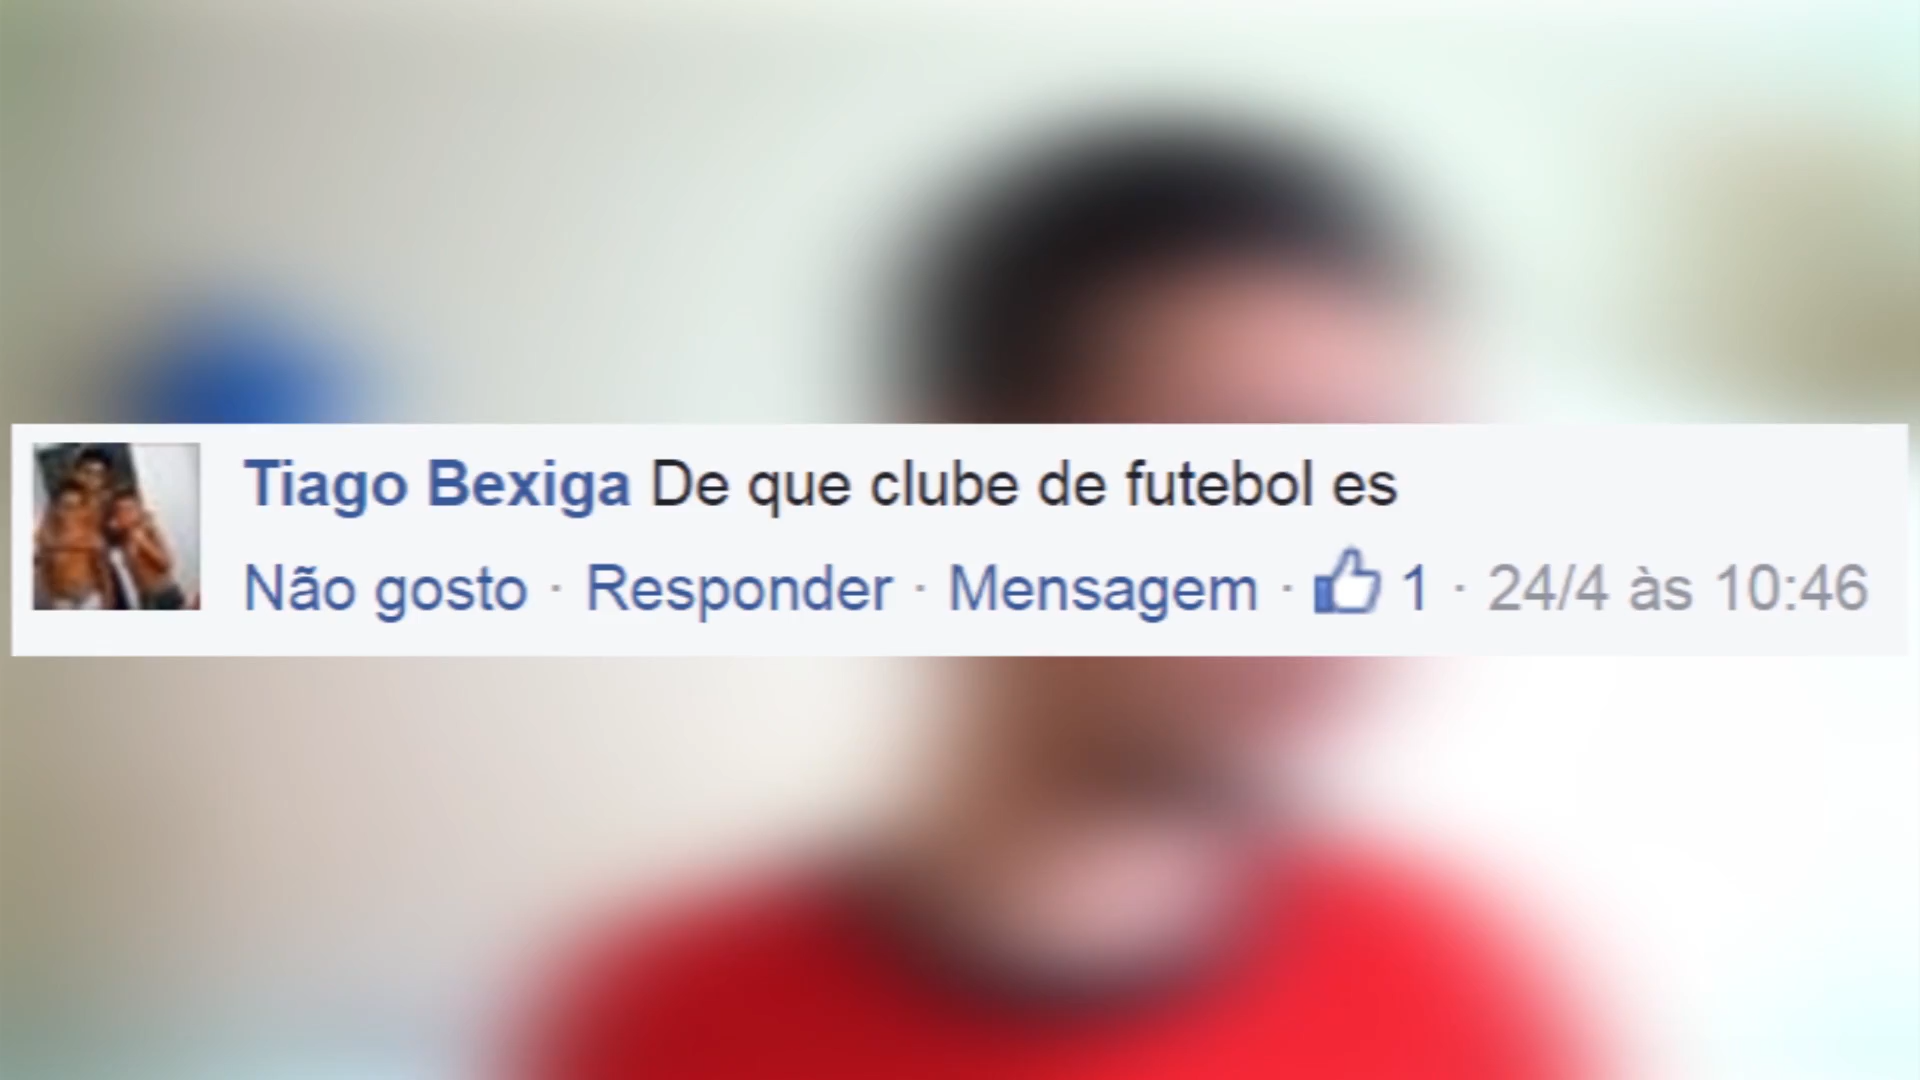 Tiago Bexiga De que clube de futebol es
Não gosto · Responder · Mensagem · 1 · 24/4 às 10:46